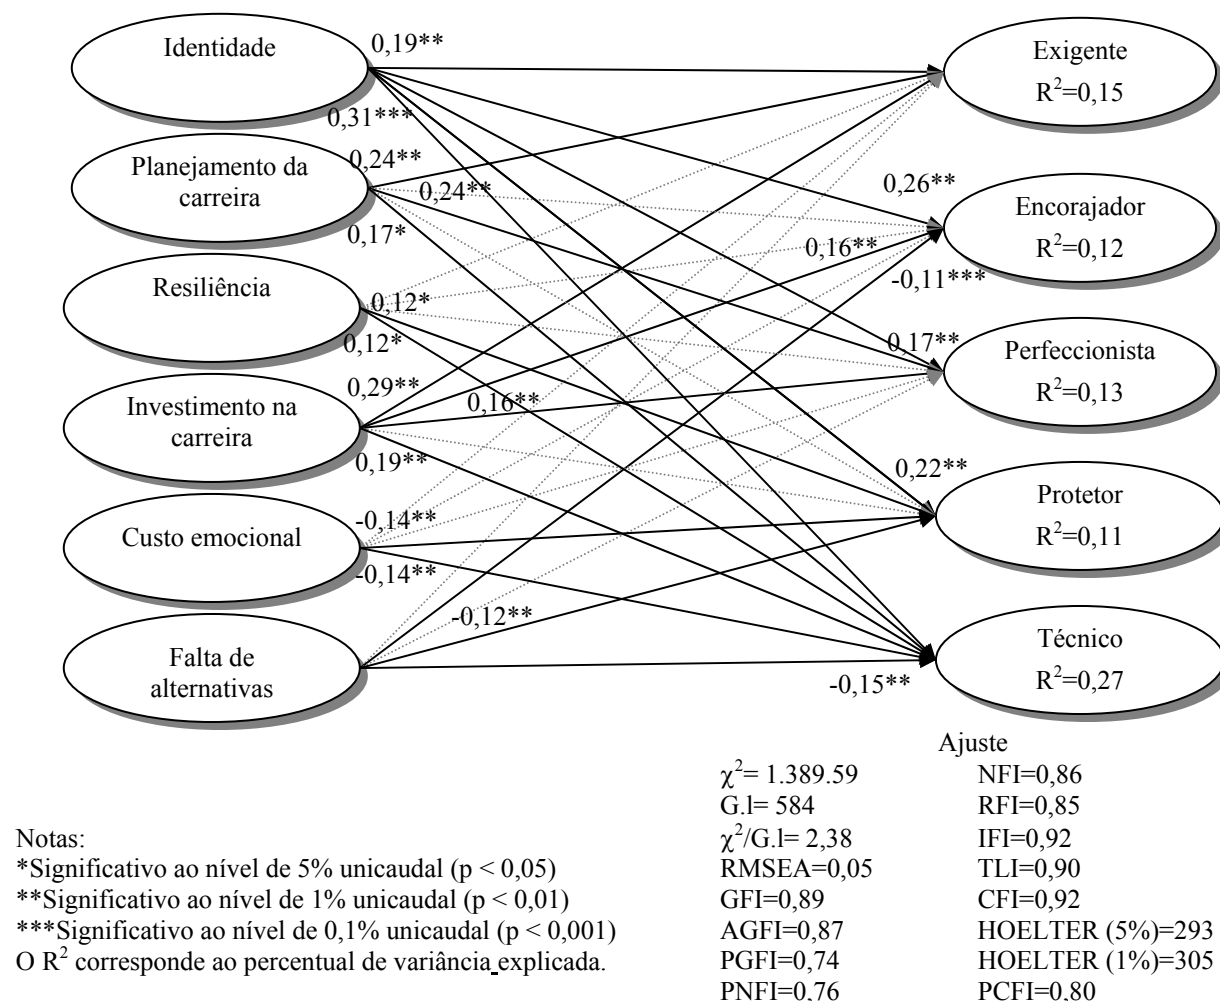 Identidade
0,19**
Exigente
R²=0,15
0,31***
Planejamento da
carreira
0,24**
0,24**
0,17*
0,26**
Encorajador
R²=0,12
0,16**
-0,11***
Resiliência
0,12*
0,12*
0,17**
Perfeccionista
R²=0,13
Investimento na
carreira
0,29**
0,16**
0,19**
0,22**
Protetor
R²=0,11
Custo emocional
-0,14**
-0,14**
-0,12**
Falta de
alternativas
-0,15**
Técnico
R²=0,27
Ajuste
χ²= 1.389.59
G.l= 584
χ²/G.l= 2,38
RMSEA=0,05
GFI=0,89
AGFI=0,87
PGFI=0,74
PNFI=0,76
NFI=0,86
RFI=0,85
IFI=0,92
TLI=0,90
CFI=0,92
HOELTER (5%)=293
HOELTER (1%)=305
PCFI=0,80
Notas:
*Significativo ao nível de 5% unicaudal (p < 0,05)
**Significativo ao nível de 1% unicaudal (p < 0,01)
***Significativo ao nível de 0,1% unicaudal (p < 0,001)
O R² corresponde ao percentual de variância explicada.